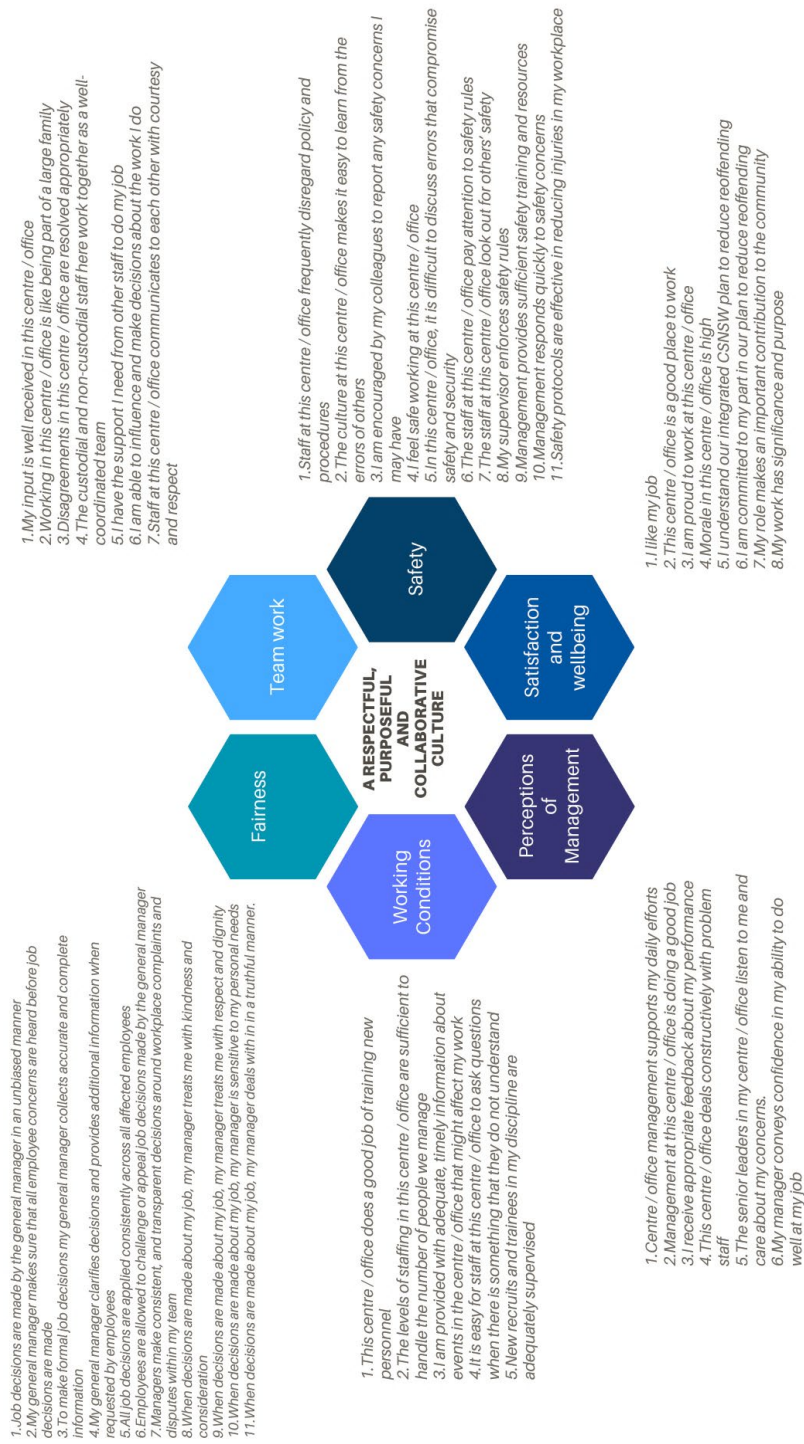 1.Job decisions are made by the general manager in an unbiased manner
2.My general manager makes sure that all employee concerns are heard before job
decisions are made
3.To make formal job decisions my general manager collects accurate and complete
information
4.My general manager clarifies decisions and provides additional information when
requested by employees
5.All job decisions are applied consistently across all affected employees
6.Employees are allowed to challenge or appeal job decisions made by the general manager
7.Managers make consistent, and transparent decisions around workplace complaints and
disputes within my team
8.When decisions are made about my job, my manager treats me with kindness and
consideration
9.When decisions are made about my job, my manager treats me with respect and dignity
10.When decisions are made about my job, my manager is sensitive to my personal needs
11.When decisions are made about my job, my manager deals with in in a truthful manner.
1.My input is well received in this centre / office
2.Working in this centre / office is like being part of a large family
3.Disagreements in this centre / office are resolved appropriately
4.The custodial and non-custodial staff here work together as a well-
coordinated team
5.I have the support I need from other staff to do my job
6.I am able to influence and make decisions about the work I do
7.Staff at this centre / office communicates to each other with courtesy
and respect
Fairness
Team work
1.This centre / office does a good job of training new
personnel
2.The levels of staffing in this centre / office are sufficient to
handle the number of people we manage
3.I am provided with adequate, timely information about
events in the centre / office that might affect my work
4.It is easy for staff at this centre / office to ask questions
when there is something that they do not understand
5.New recruits and trainees in my discipline are
adequately supervised
Working
Conditions
A RESPECTFUL,
PURPOSEFUL
AND
COLLABORATIVE
CULTURE
Safety
1.Staff at this centre / office frequently disregard policy and
procedures
2.The culture at this centre / office makes it easy to learn from the
errors of others
3.I am encouraged by my colleagues to report any safety concerns I
may have
4.I feel safe working at this centre / office
5.In this centre / office, it is difficult to discuss errors that compromise
safety and security
6.The staff at this centre / office pay attention to safety rules
7.The staff at this centre / office look out for others' safety
8.My supervisor enforces safety rules
9.Management provides sufficient safety training and resources
10.Management responds quickly to safety concerns
11.Safety protocols are effective in reducing injuries in my workplace
Perceptions
of
Management
Satisfaction
and
wellbeing
1.Centre / office management supports my daily efforts
2.Management at this centre / office is doing a good job
3.I receive appropriate feedback about my performance
4.This centre / office deals constructively with problem
staff
5.The senior leaders in my centre / office listen to me and
care about my concerns.
6.My manager conveys confidence in my ability to do
well at my job
1.I like my job
2.This centre / office is a good place to work
3.I am proud to work at this centre / office
4.Morale in this centre / office is high
5.I understand our integrated CSNSW plan to reduce reoffending
6.I am committed to my part in our plan to reduce reoffending
7.My role makes an important contribution to the community
8.My work has significance and purpose